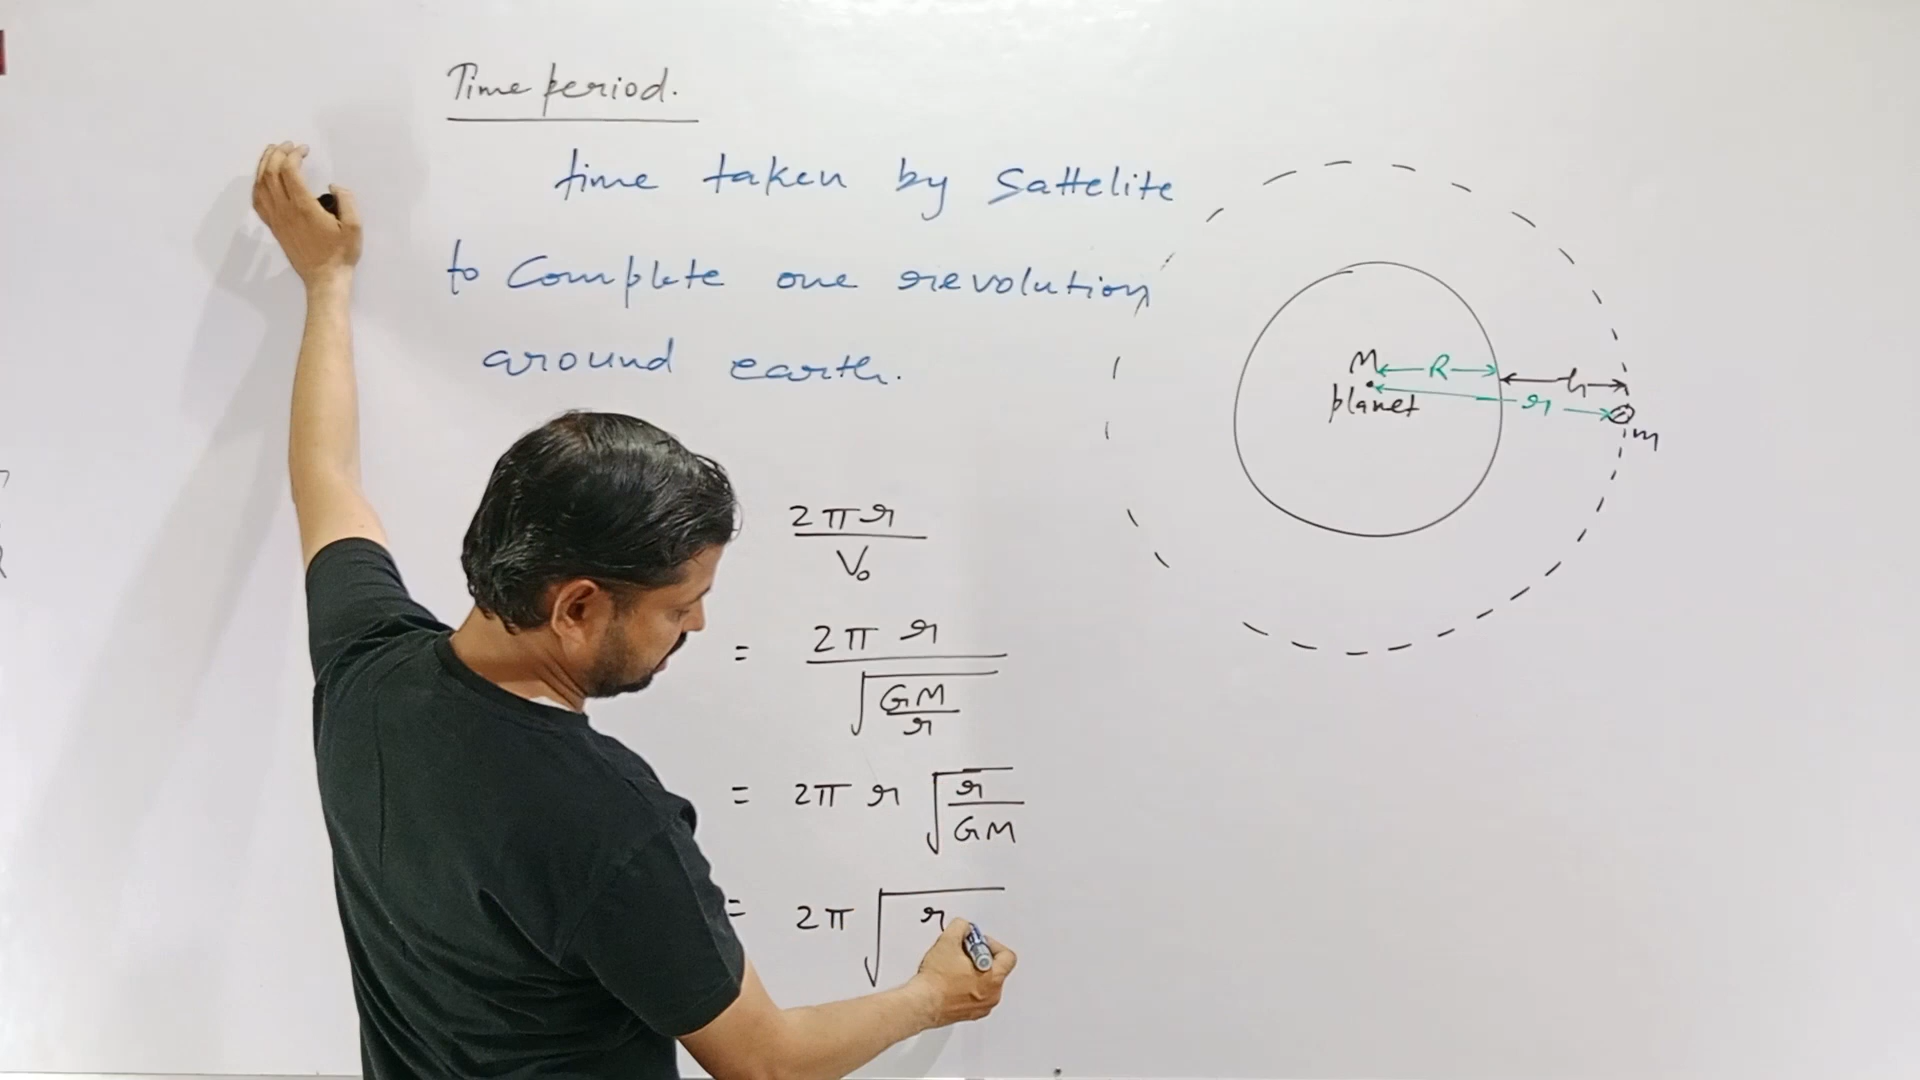 Time period.
time taken by Sattelite
to Complete one revolution
around earth.
2πr
V₀
= 2π r
√GM
r
= 2π r √r
GM
= 2π √r
M R h
planet r
m